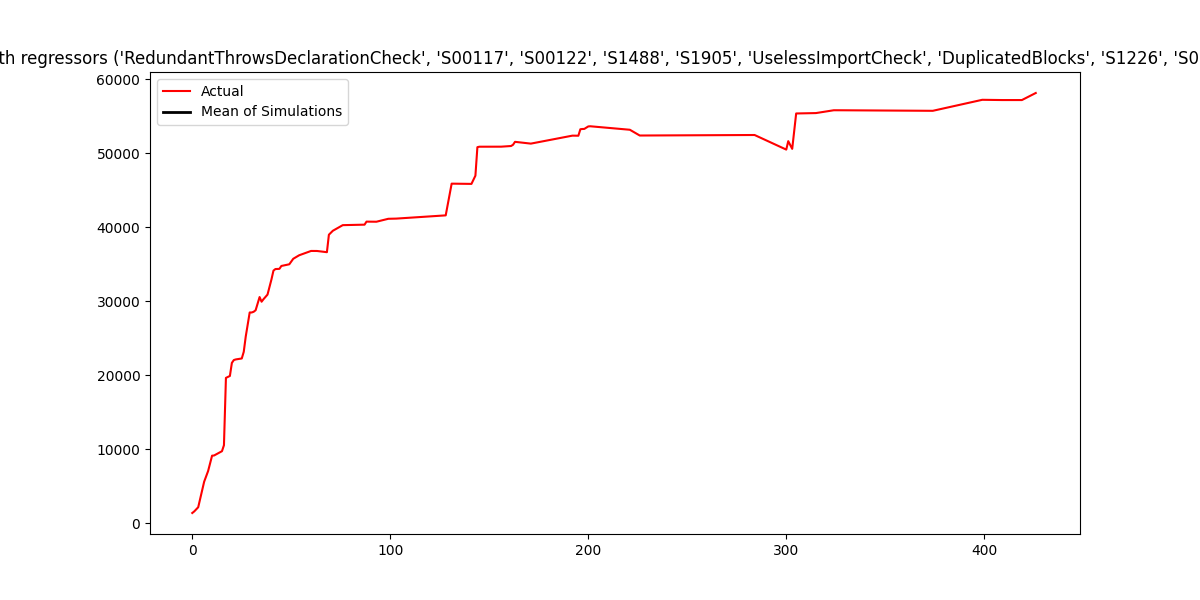 th regressors ('RedundantThrowsDeclarationCheck', 'S00117', 'S00122', 'S1488', 'S1905', 'UselessImportCheck', 'DuplicatedBlocks', 'S1226', 'S0
Actual
Mean of Simulations
60000
50000
40000
30000
20000
10000
0
0 100 200 300 400